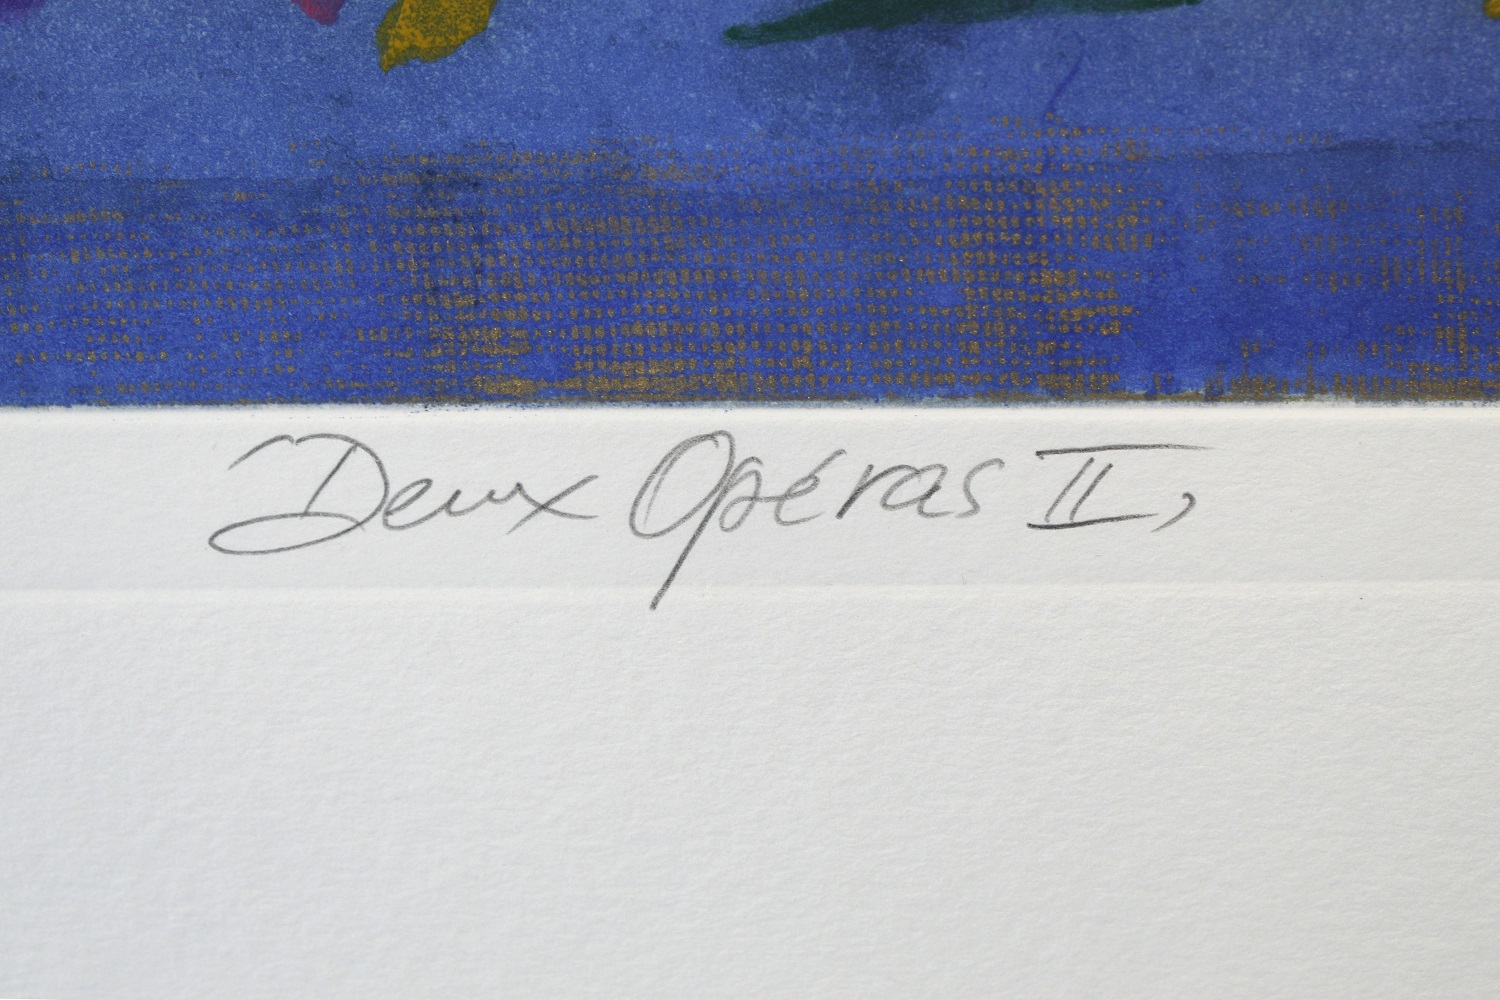 Deux Opéras II,